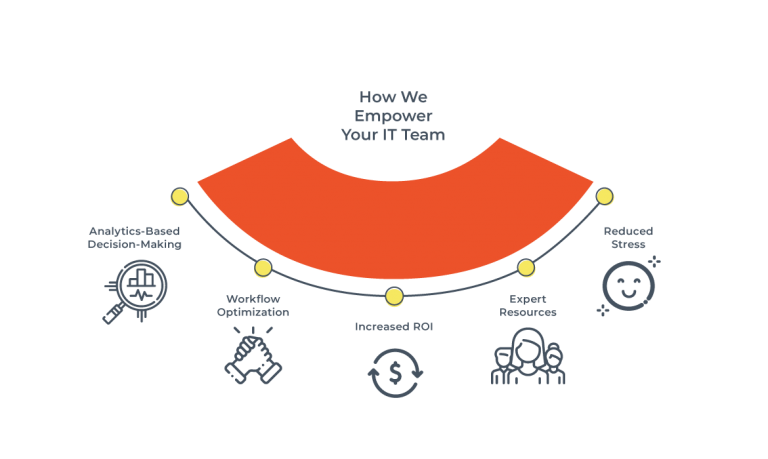 How We
Empower
Your IT Team
Analytics-Based
Decision-Making
Workflow
Optimization
Increased ROI
$
Expert
Resources
Reduced
Stress